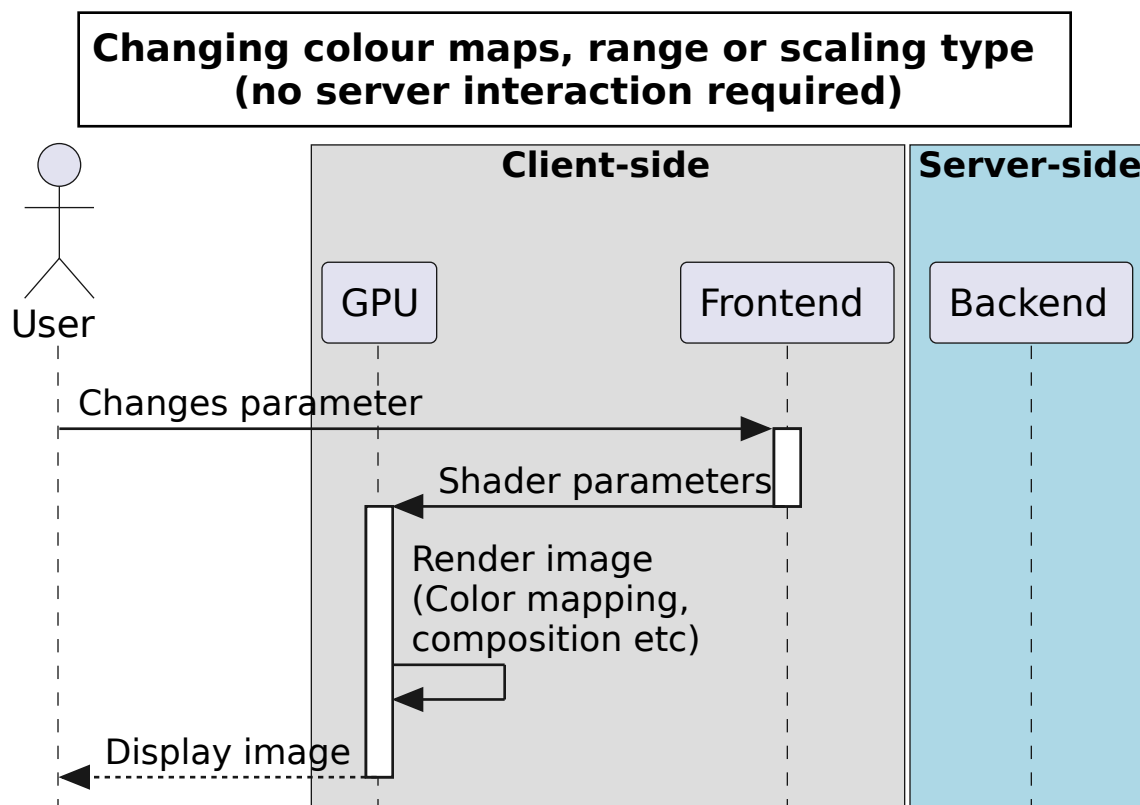 Changing colour maps, range or scaling type
(no server interaction required)
Client-side
Server-side
User
GPU
Frontend
Backend
Changes parameter
Shader parameters
Render image
(Color mapping,
composition etc)
Display image